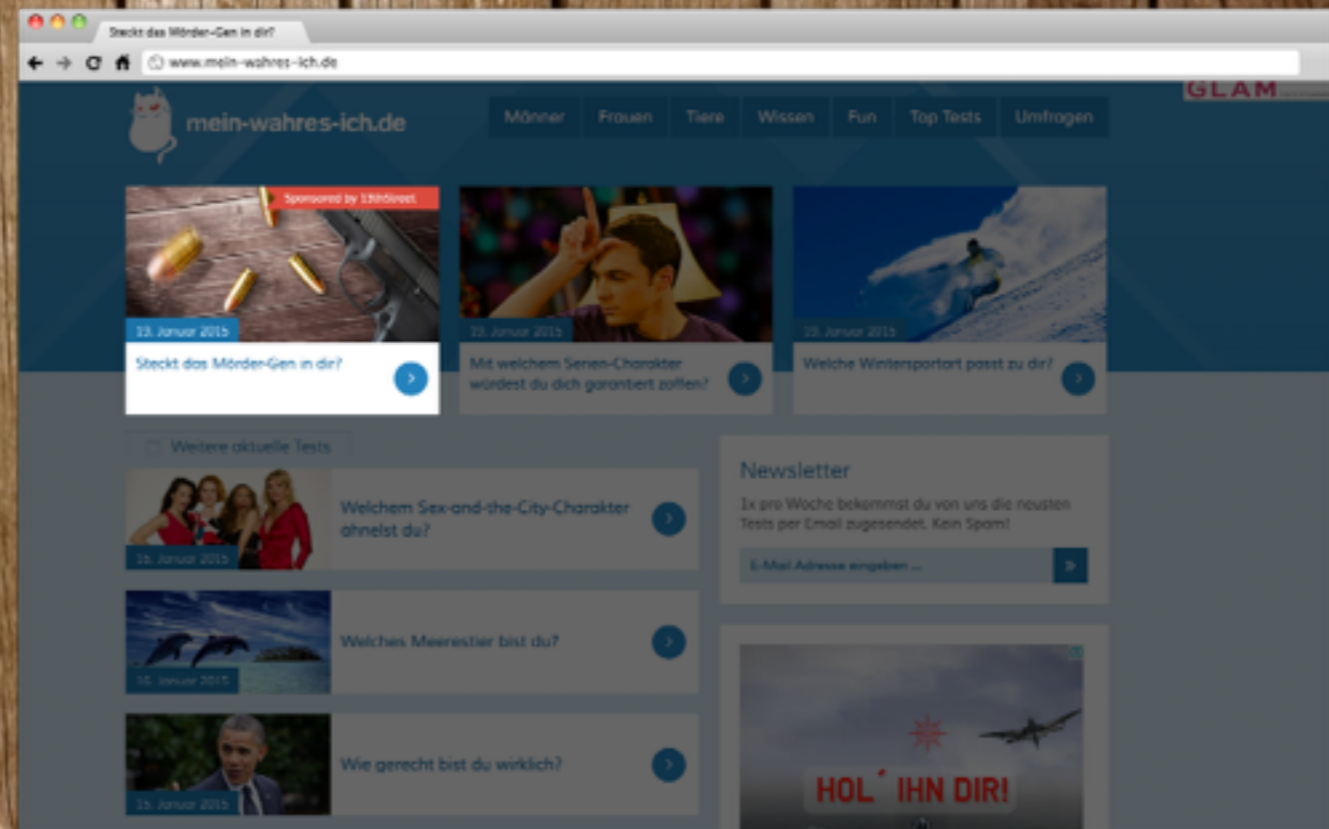 Steckt das Mörder-Gen in dir?
www.mein-wahres-ich.de
GLAM
mein-wahres-ich.de
Männer Frauen Tiere Wissen Fun Top Tests Umfragen
Sponsored by 13thStreet
19. Januar 2015
Steckt das Mörder-Gen in dir?
19. Januar 2015
Mit welchem Serien-Charakter
würdest du dich garantiert zoffen?
19. Januar 2015
Welche Wintersportart passt zu dir?
Weitere aktuelle Tests
Welchem Sex-and-the-City-Charakter
ähnelst du?
16. Januar 2015
Welches Meerestier bist du?
16. Januar 2015
Wie gerecht bist du wirklich?
15. Januar 2015
Newsletter
1x pro Woche bekommst du von uns die neusten
Tests per Email zugesendet. Kein Spam!
E-Mail-Adresse eingeben ...
HOL´ IHN DIR!